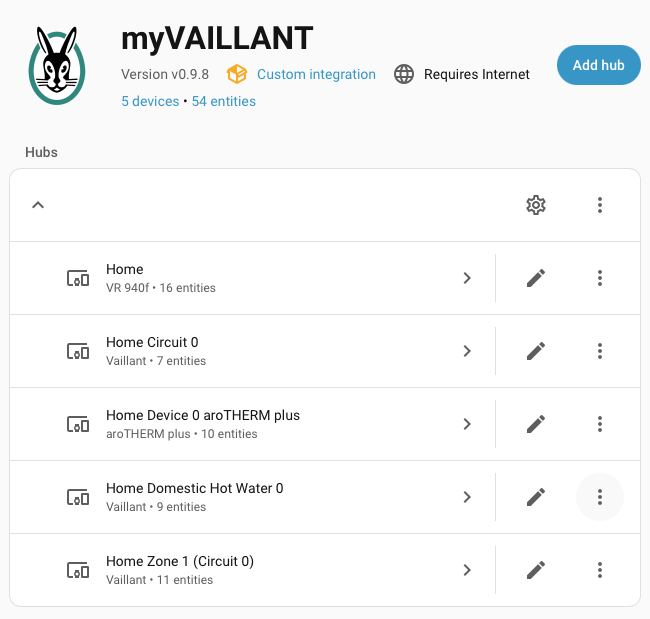 myVAILLANT
Version v0.9.8 Custom integration Requires Internet
Add hub
5 devices • 54 entities
Hubs
Home
VR 940f • 16 entities
Home Circuit 0
Vaillant • 7 entities
Home Device 0 aroTHERM plus
aroTHERM plus • 10 entities
Home Domestic Hot Water 0
Vaillant • 9 entities
Home Zone 1 (Circuit 0)
Vaillant • 11 entities